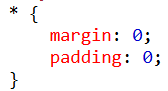 * {
    margin: 0;
    padding: 0;
}